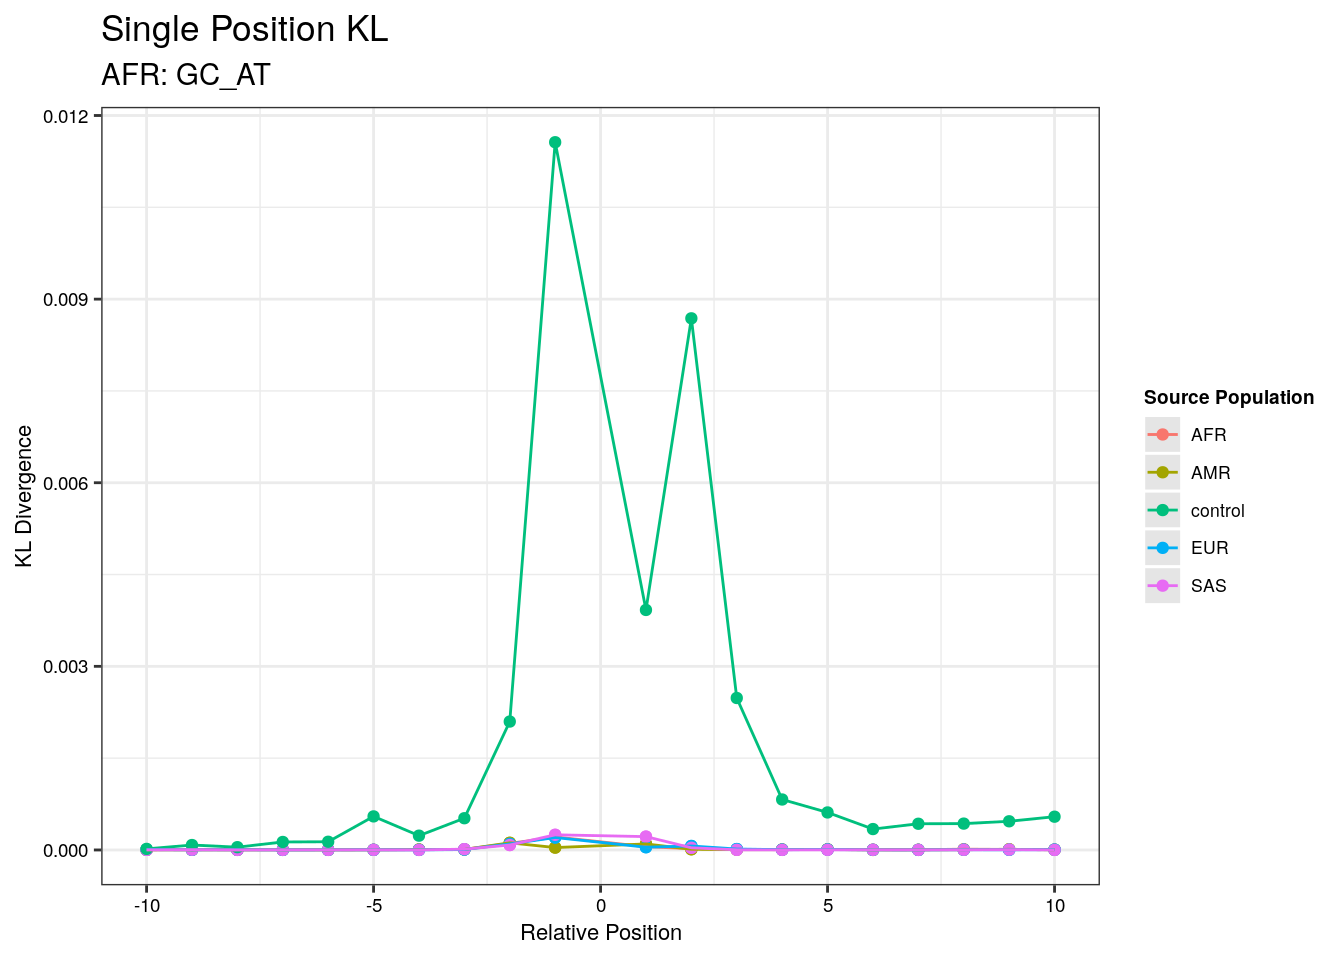 Single Position KL
AFR: GC_AT
0.012
0.009
0.006
0.003
0.000
KL Divergence
-10
-5
0
5
10
Relative Position
Source Population
AFR
AMR
control
EUR
SAS